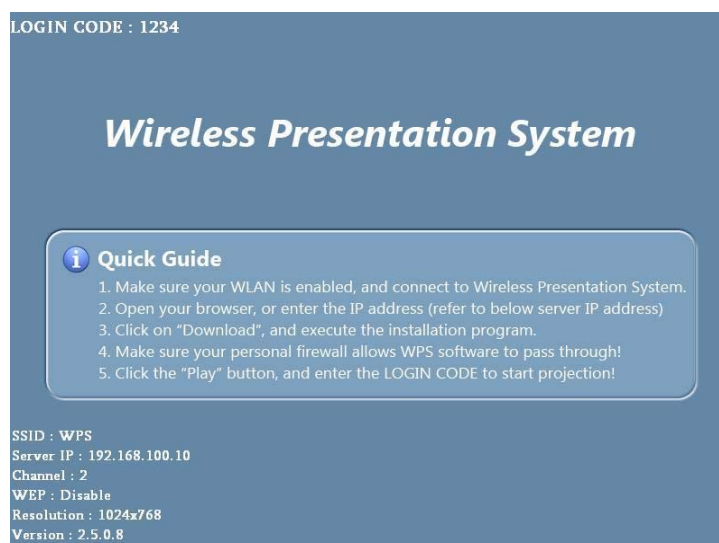 LOGIN CODE : 1234
Wireless Presentation System
Quick Guide
1. Make sure your WLAN is enabled, and connect to Wireless Presentation System.
2. Open your browser, or enter the IP address (refer to below server IP address)
3. Click on "Download", and execute the installation program.
4. Make sure your personal firewall allows WPS software to pass through!
5. Click the "Play" button, and enter the LOGIN CODE to start projection!
SSID : WPS
Server IP : 192.168.100.10
Channel : 2
WEP : Disable
Resolution : 1024x768
Version : 2.5.0.8